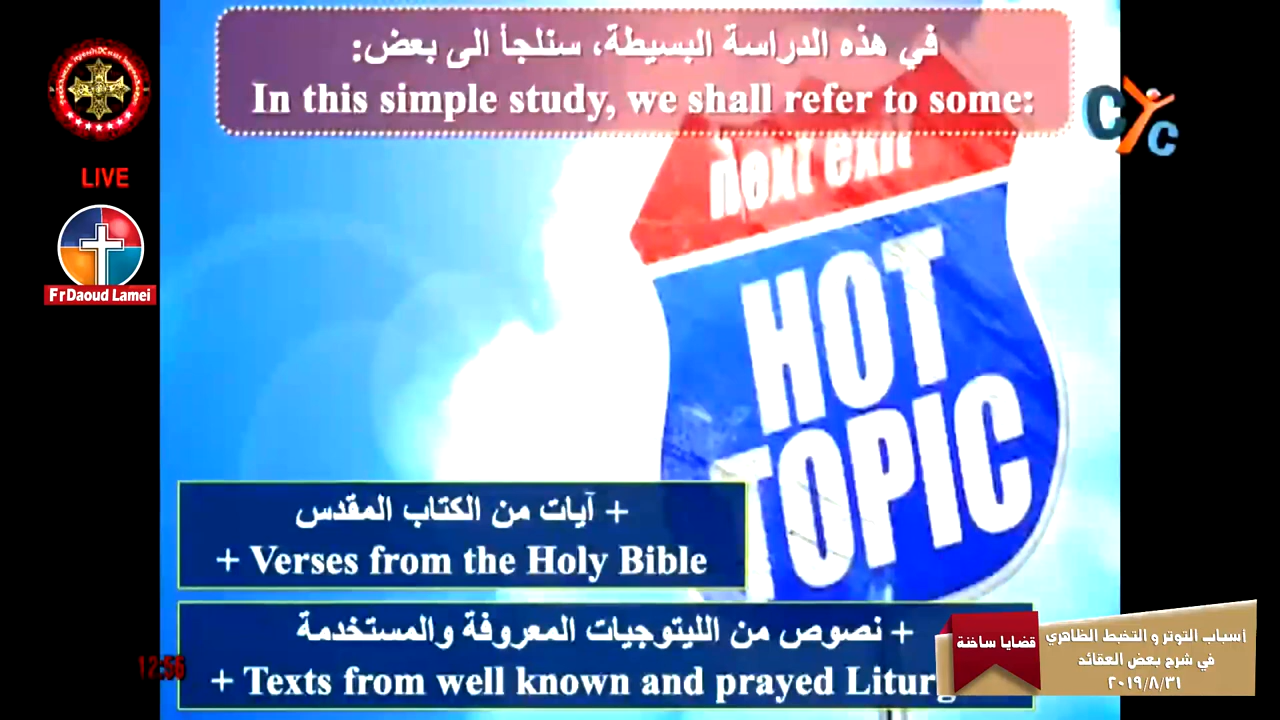 في هذه الدراسة البسيطة، سنلجأ الى بعض:
In this simple study, we shall refer to some:
CYC
LIVE
FrDaoud Lamei
next exit
HOT
TOPIC
+ آيات من الكتاب المقدس
+ Verses from the Holy Bible
+ نصوص من الليتوجيات المعروفة والمستخدمة
+ Texts from well known and prayed Liturg
12:56
قضايا ساخنة
أسباب التوتر و التخبط الظاهري
في شرح بعض العقائد
٢٠١٩/٨/٣١